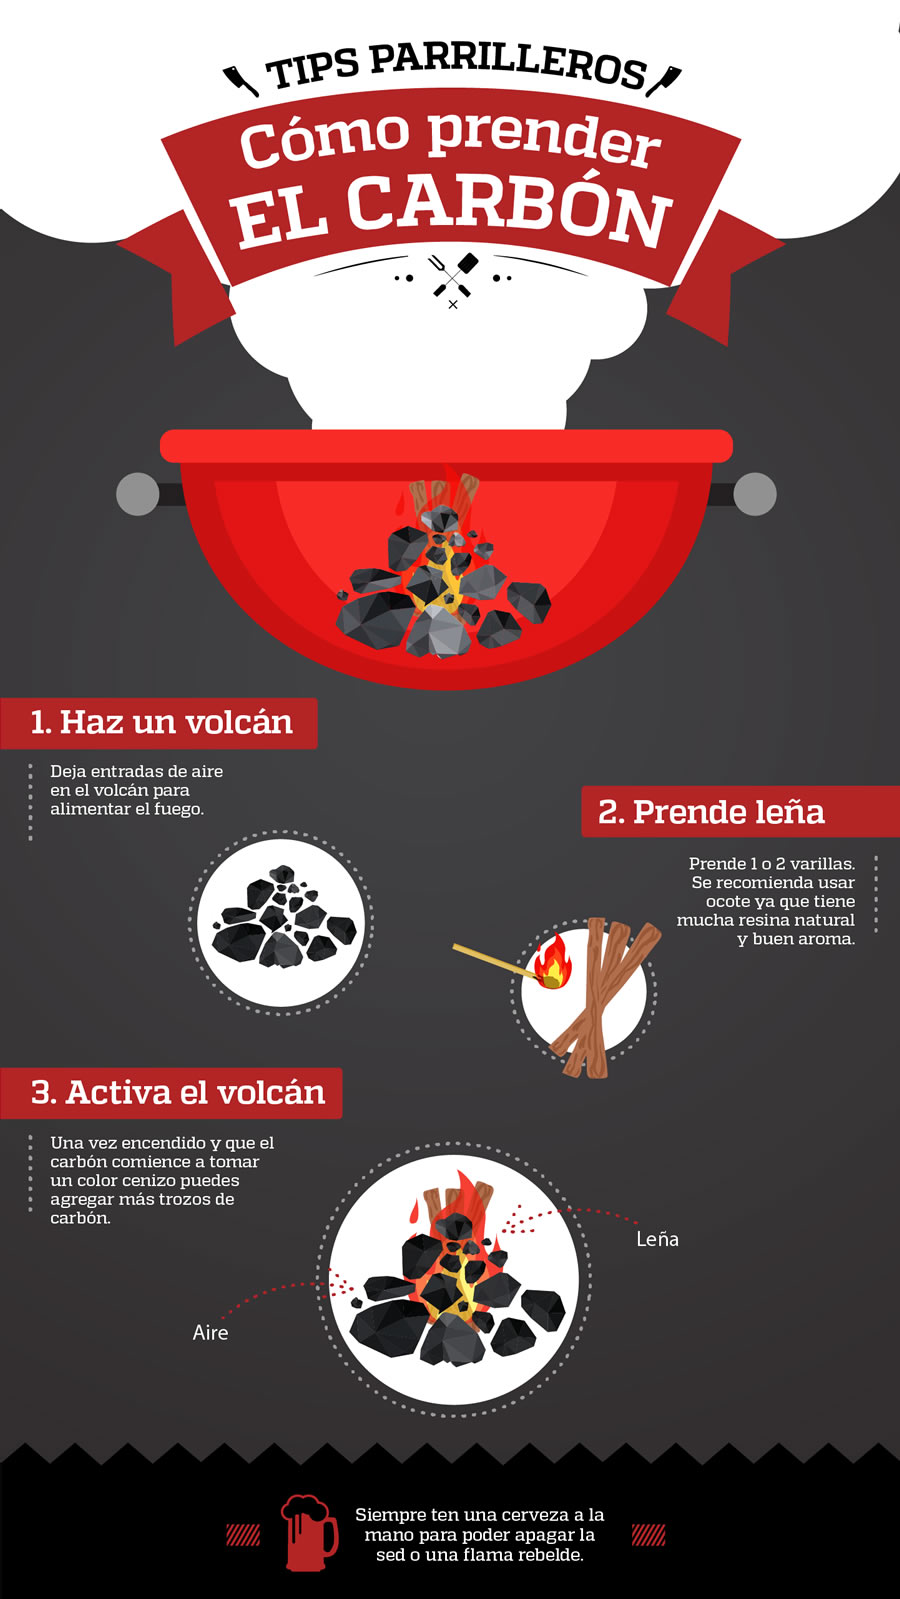 TIPS PARRILLEROS
Cómo prender
EL CARBÓN
1. Haz un volcán
Deja entradas de aire
en el volcán para
alimentar el fuego.
2. Prende leña
Prende 1 o 2 varillas.
Se recomienda usar
ocote ya que tiene
mucha resina natural
y buen aroma.
3. Activa el volcán
Una vez encendido y que el
carbón comience a tomar
un color cenizo puedes
agregar más trozos de
carbón.
Leña
Aire
Siempre ten una cerveza a la
mano para poder apagar la
sed o una flama rebelde.